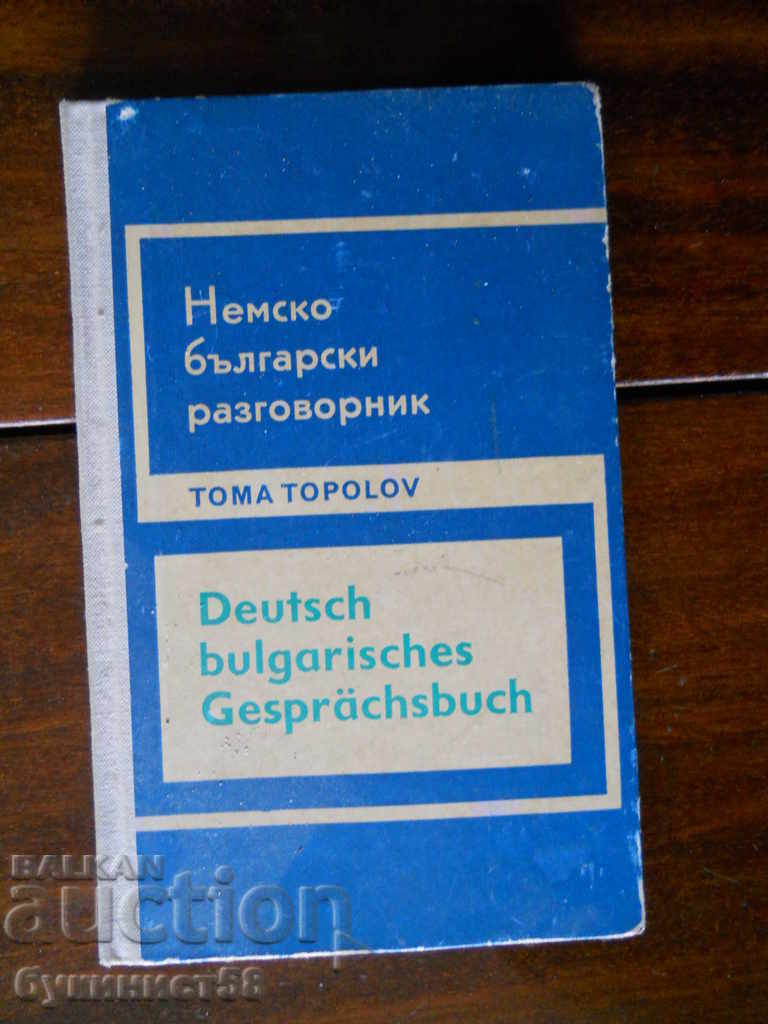 Немско
български
разговорник
TOMA TOPOLOV
Deutsch
bulgarisches
Gesprächsbuch
BALKAN
auction
букинист58